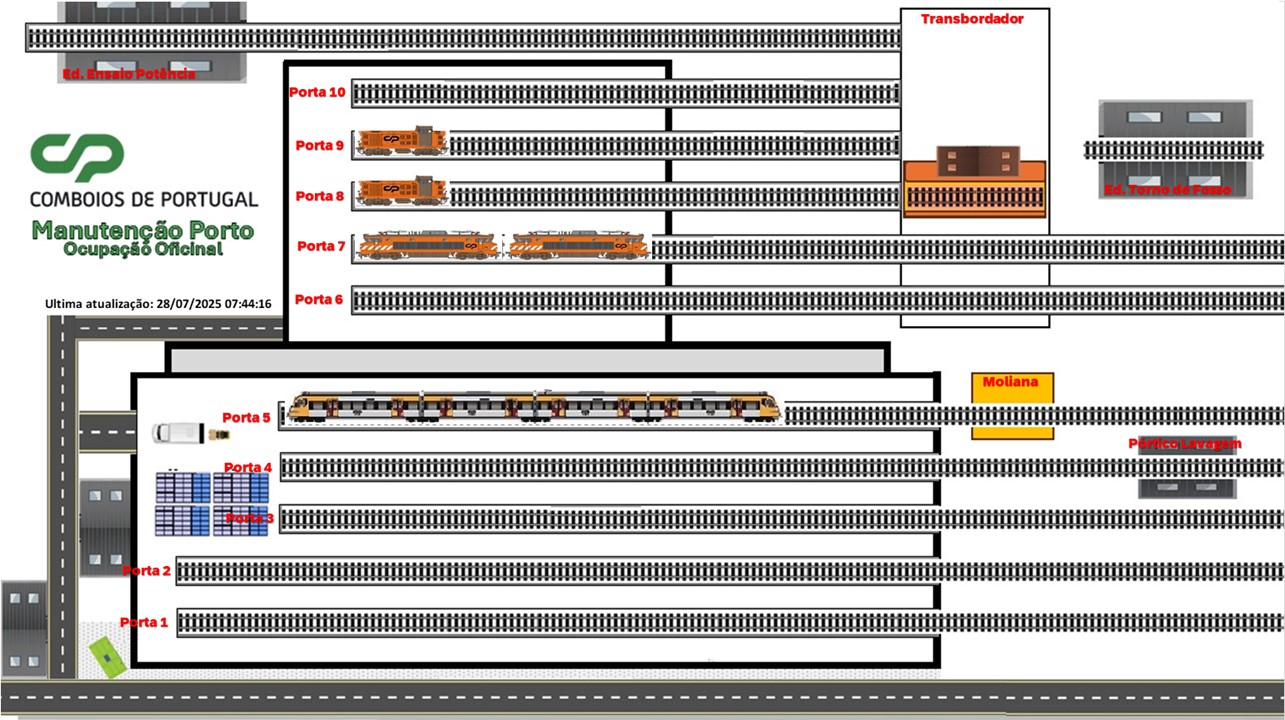 Transbordador
Ed. Ensaio Potência
Porta 10
Porta 9
Porta 8
Ed. Torno de Fosso
CP
COMBOIOS DE PORTUGAL
Manutenção Porto
Ocupação Oficinal
Porta 7
Porta 6
Ultima atualização: 28/07/2025 07:44:16
Moliana
Porta 5
Pórtico Lavagem
Porta 4
Porta 3
Porta 2
Porta 1